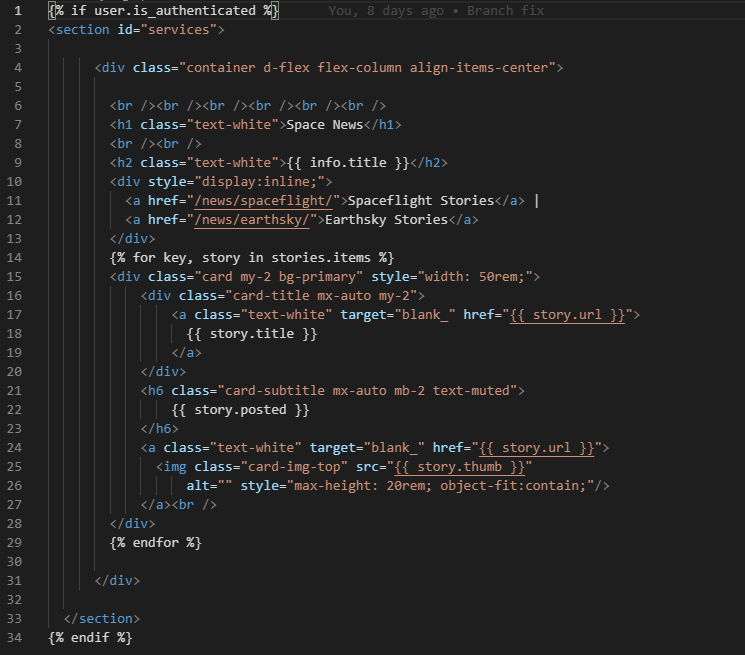 1 {% if user.is_authenticated %} You, 8 days ago • Branch fix
2 <section id="services">
3
4 <div class="container d-flex flex-column align-items-center">
5
6 <br /><br /><br /><br /><br /><br />
7 <h1 class="text-white">Space News</h1>
8 <br /><br />
9 <h2 class="text-white">{{ info.title }}</h2>
10 <div style="display:inline;">
11 <a href="/news/spaceflight/">Spaceflight Stories</a> |
12 <a href="/news/earthsky/">Earthsky Stories</a>
13 </div>
14 {% for key, story in stories.items %}
15 <div class="card my-2 bg-primary" style="width: 50rem;">
16 <div class="card-title mx-auto my-2">
17 <a class="text-white" target="blank_" href="{{ story.url }}">
18 {{ story.title }}
19 </a>
20 </div>
21 <h6 class="card-subtitle mx-auto mb-2 text-muted">
22 {{ story.posted }}
23 </h6>
24 <a class="text-white" target="blank_" href="{{ story.url }}">
25 <img class="card-img-top" src="{{ story.thumb }}"
26 alt="" style="max-height: 20rem; object-fit:contain;"/>
27 </a><br />
28 </div>
29 {% endfor %}
30
31 </div>
32
33 </section>
34 {% endif %}